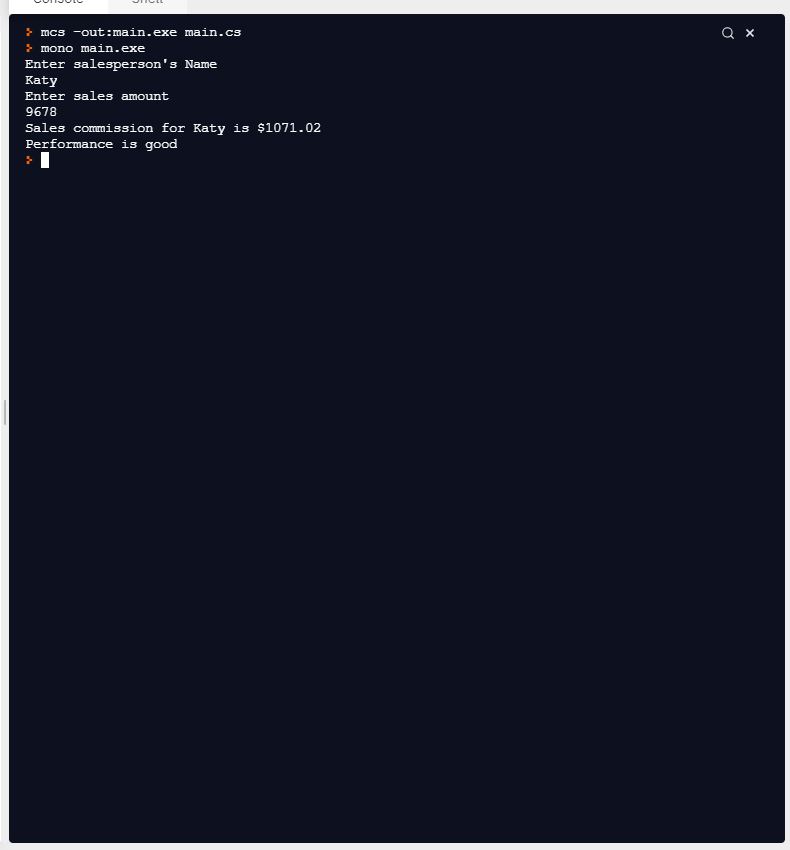 Console Shell
mcs -out:main.exe main.cs
mono main.exe
Enter salesperson's Name
Katy
Enter sales amount
9678
Sales commission for Katy is $1071.02
Performance is good